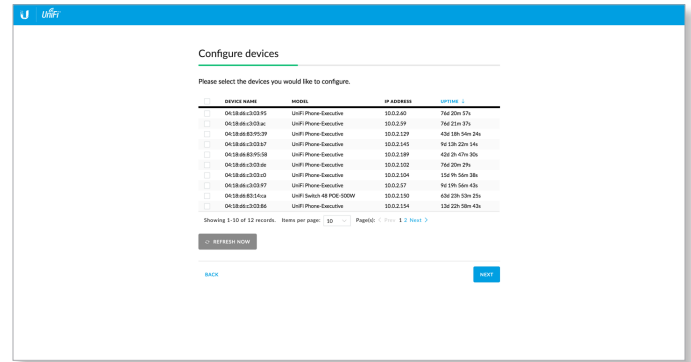 U UniFi
Configure devices
Please select the devices you would like to configure.
DEVICE NAME MODEL IP ADDRESS UPTIME ↓
04:18:d6:c3:03:95 UniFi Phone-Executive 10.0.2.60 76d 20m 57s
04:18:d6:c3:03:ac UniFi Phone-Executive 10.0.2.59 76d 21m 37s
04:18:d6:83:95:39 UniFi Phone-Executive 10.0.2.129 43d 18h 54m 24s
04:18:d6:c3:03:b7 UniFi Phone-Executive 10.0.2.145 9d 13h 22m 14s
04:18:d6:83:95:58 UniFi Phone-Executive 10.0.2.189 42d 2h 47m 30s
04:18:d6:c3:03:de UniFi Phone-Executive 10.0.2.102 76d 20m 29s
04:18:d6:c3:03:c0 UniFi Phone-Executive 10.0.2.104 15d 9h 56m 38s
04:18:d6:c3:03:97 UniFi Phone-Executive 10.0.2.57 9d 19h 56m 43s
04:18:d6:83:14:ca UniFi Switch 48 POE-500W 10.0.2.150 63d 23h 53m 25s
04:18:d6:c3:03:86 UniFi Phone-Executive 10.0.2.154 13d 22h 58m 43s
Showing 1-10 of 12 records. Items per page: 10 Page(s): < Prev 1 2 Next >
REFRESH NOW
BACK NEXT